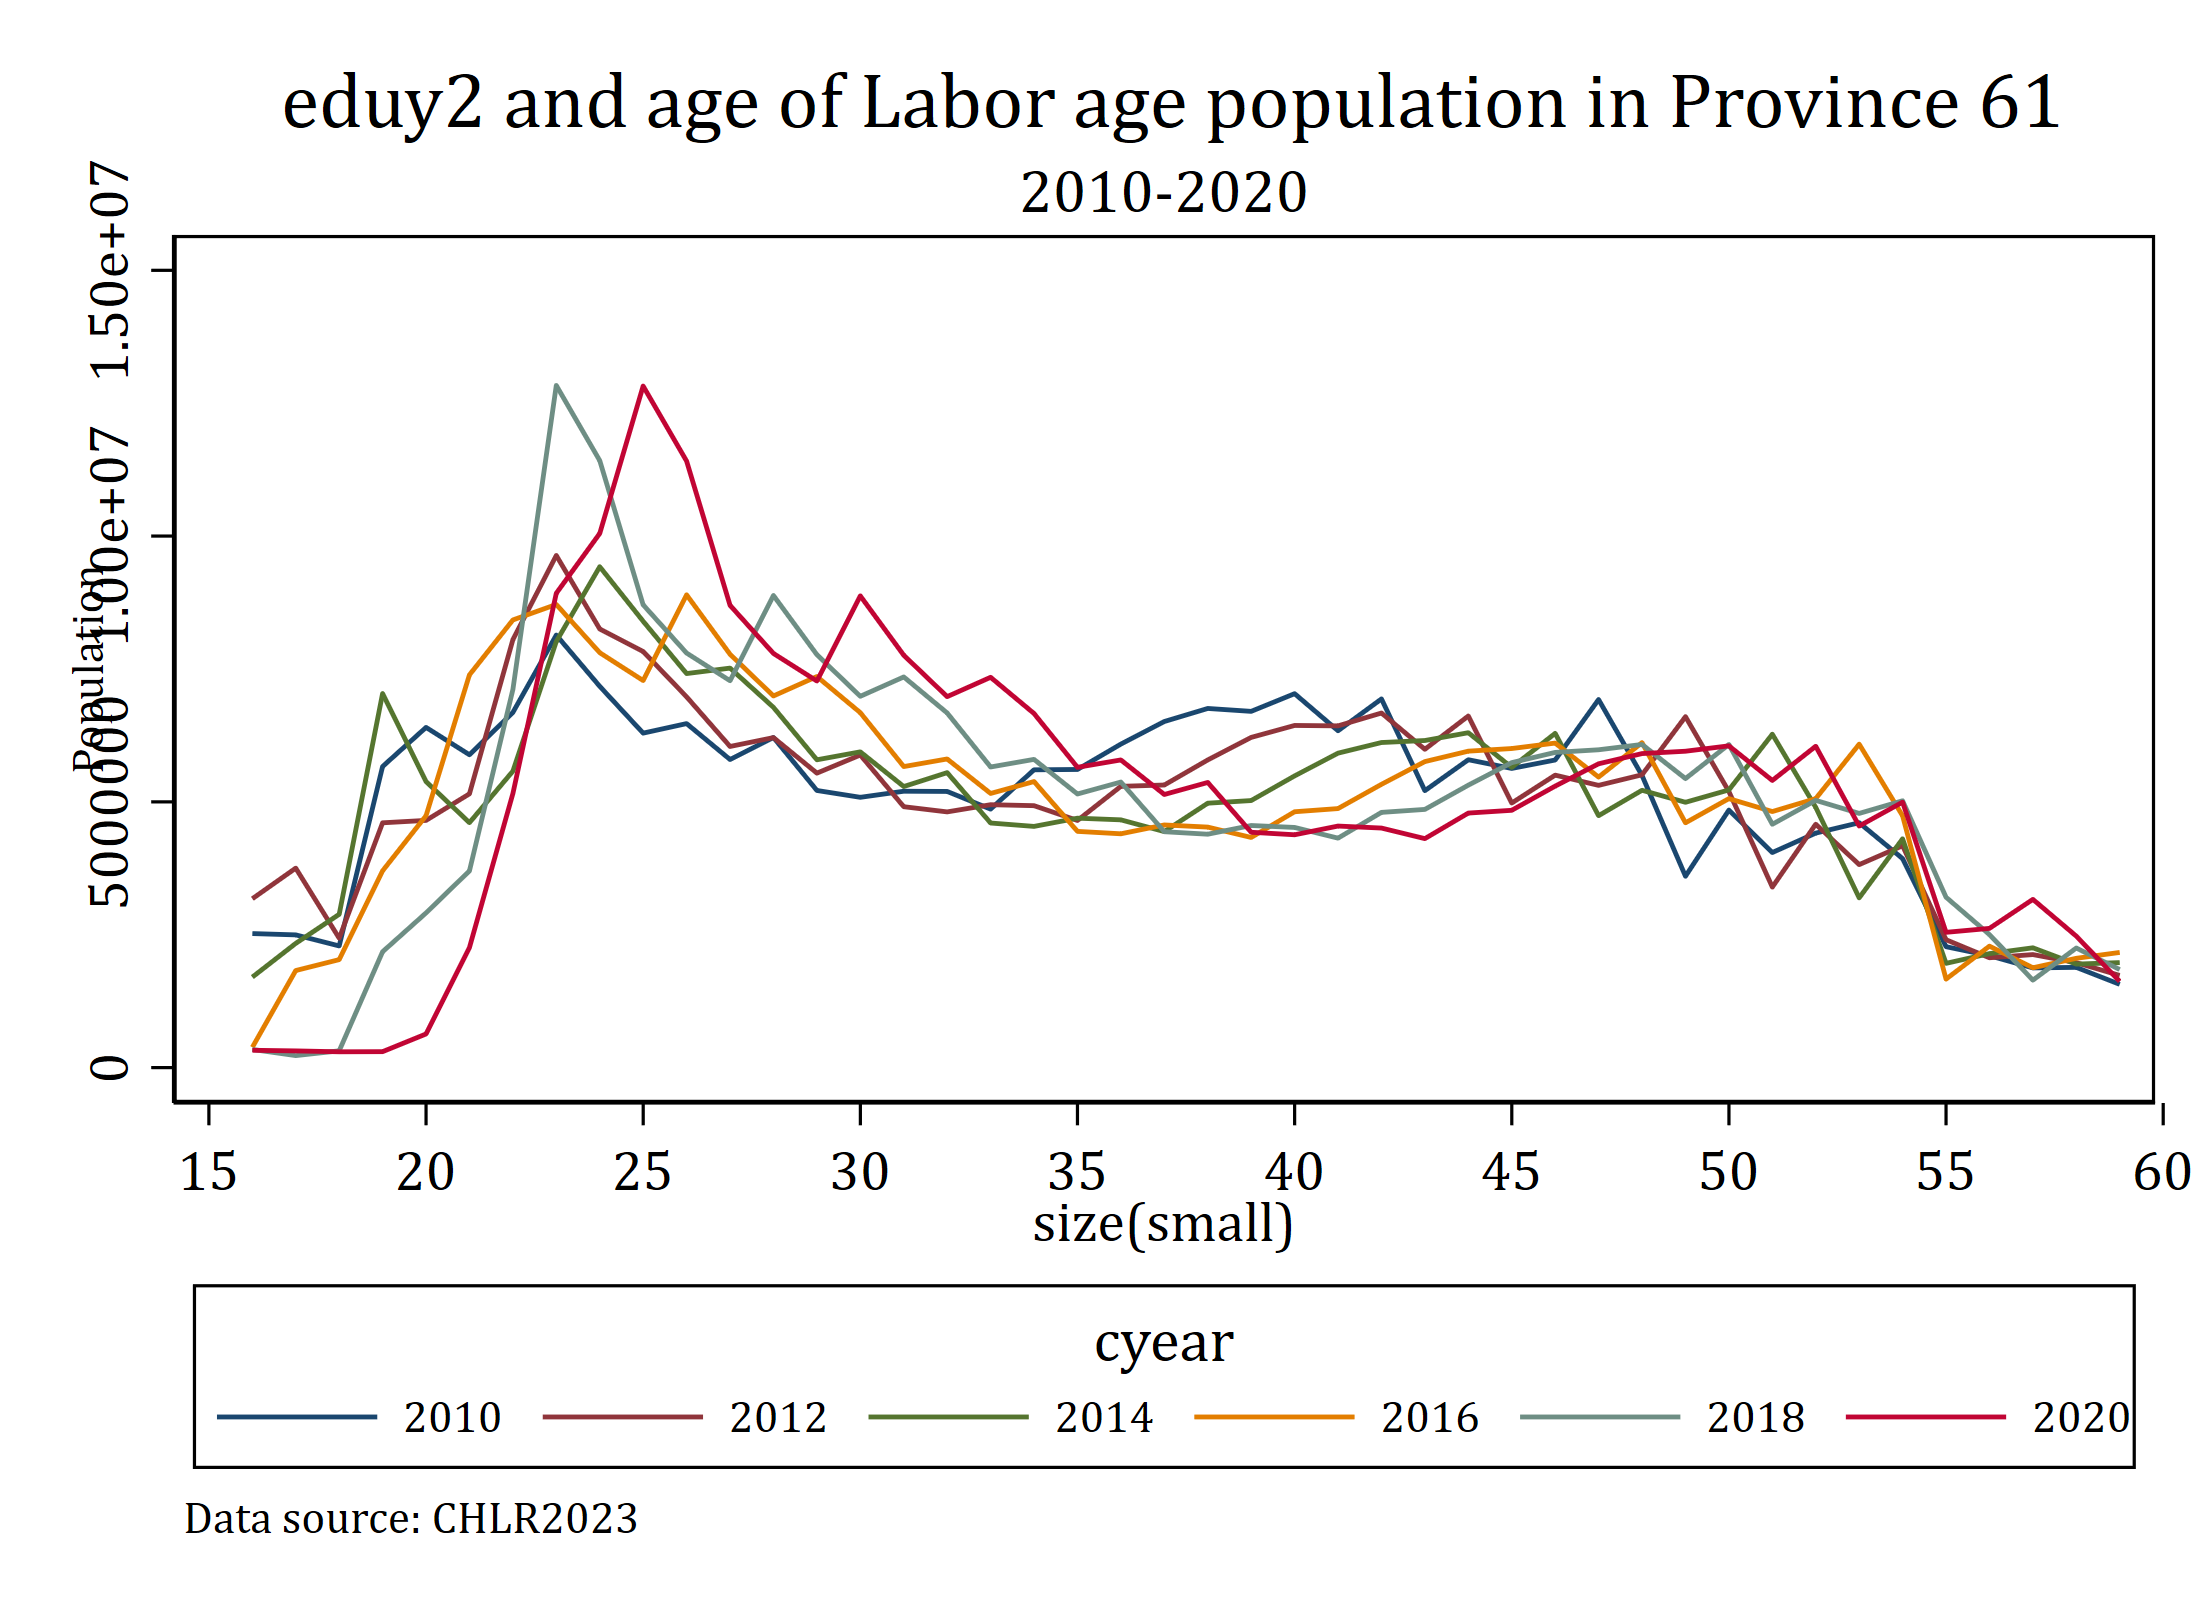 eduy2 and age of Labor age population in Province 61
2010-2020
Population
1.50e+07
1.00e+07
5000000
0
15 20 25 30 35 40 45 50 55 60
size(small)
cyear
2010 2012 2014 2016 2018 2020
Data source: CHLR2023